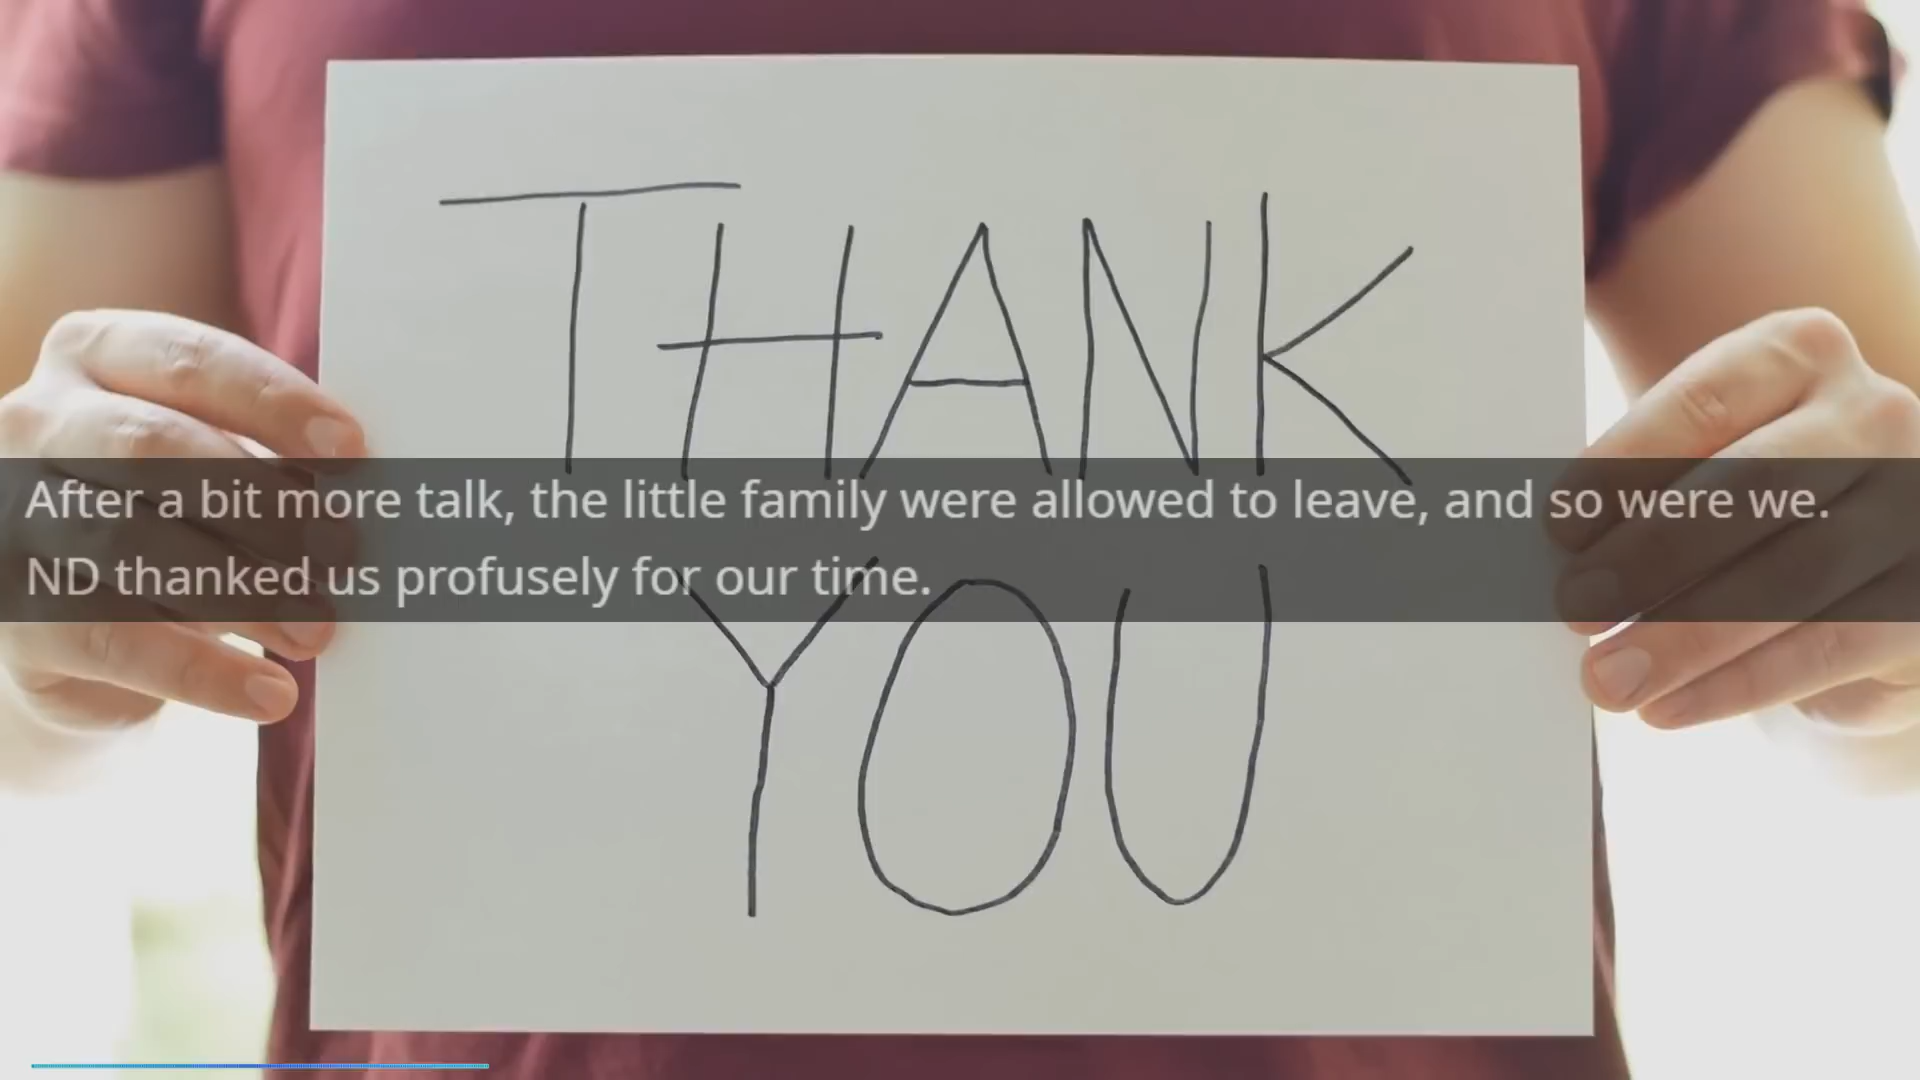 THANK
After a bit more talk, the little family were allowed to leave, and so were we.
ND thanked us profusely for our time.
YOU